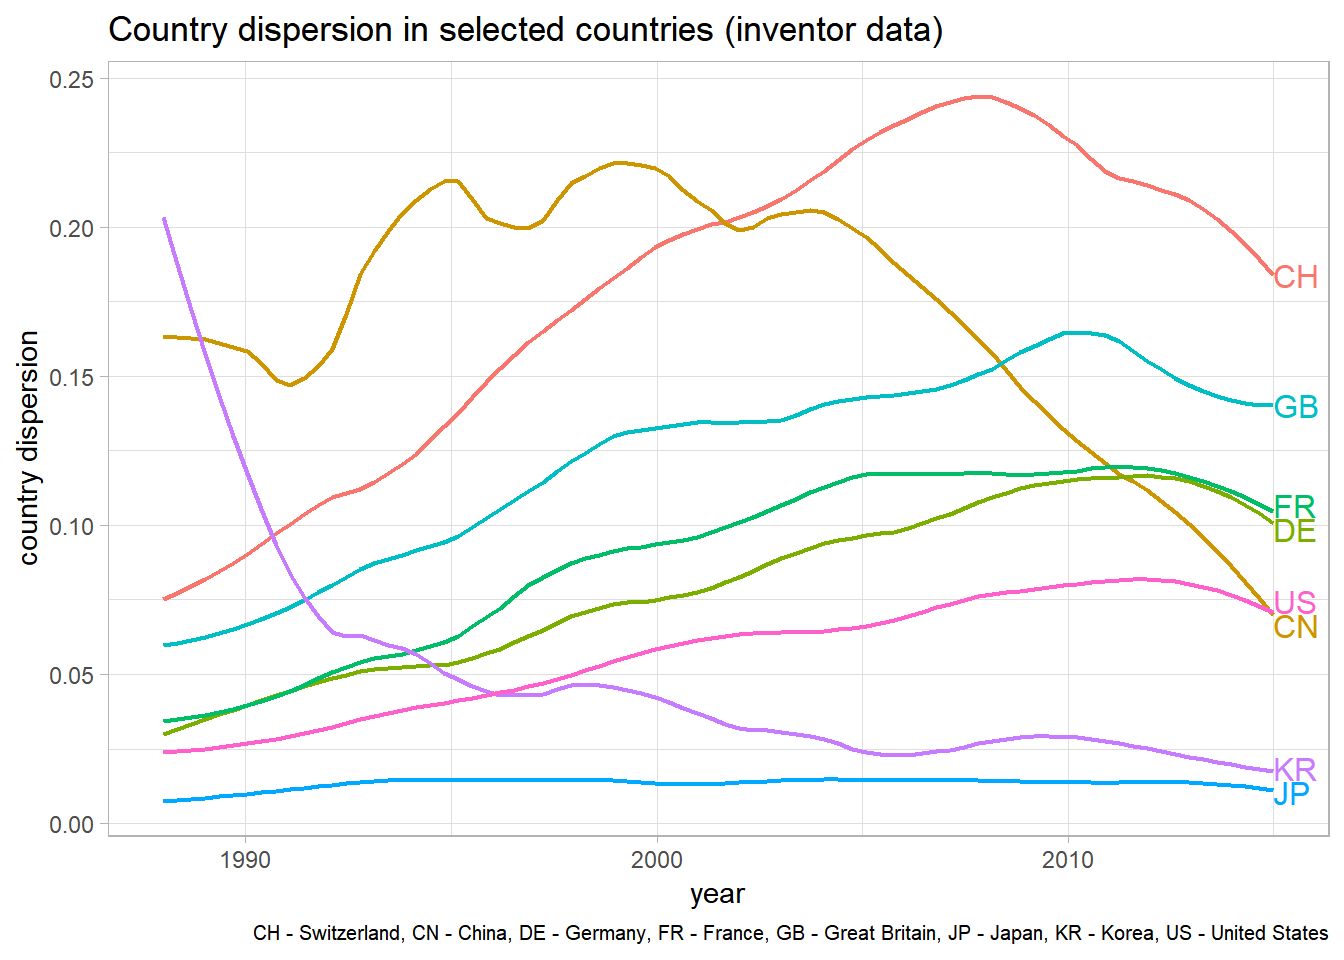 Country dispersion in selected countries (inventor data)
0.25
0.20
0.15
0.10
0.05
0.00
country dispersion
CH
GB
FR
DE
US
CN
KR
JP
1990 2000 2010
year
CH - Switzerland, CN - China, DE - Germany, FR - France, GB - Great Britain, JP - Japan, KR - Korea, US - United States